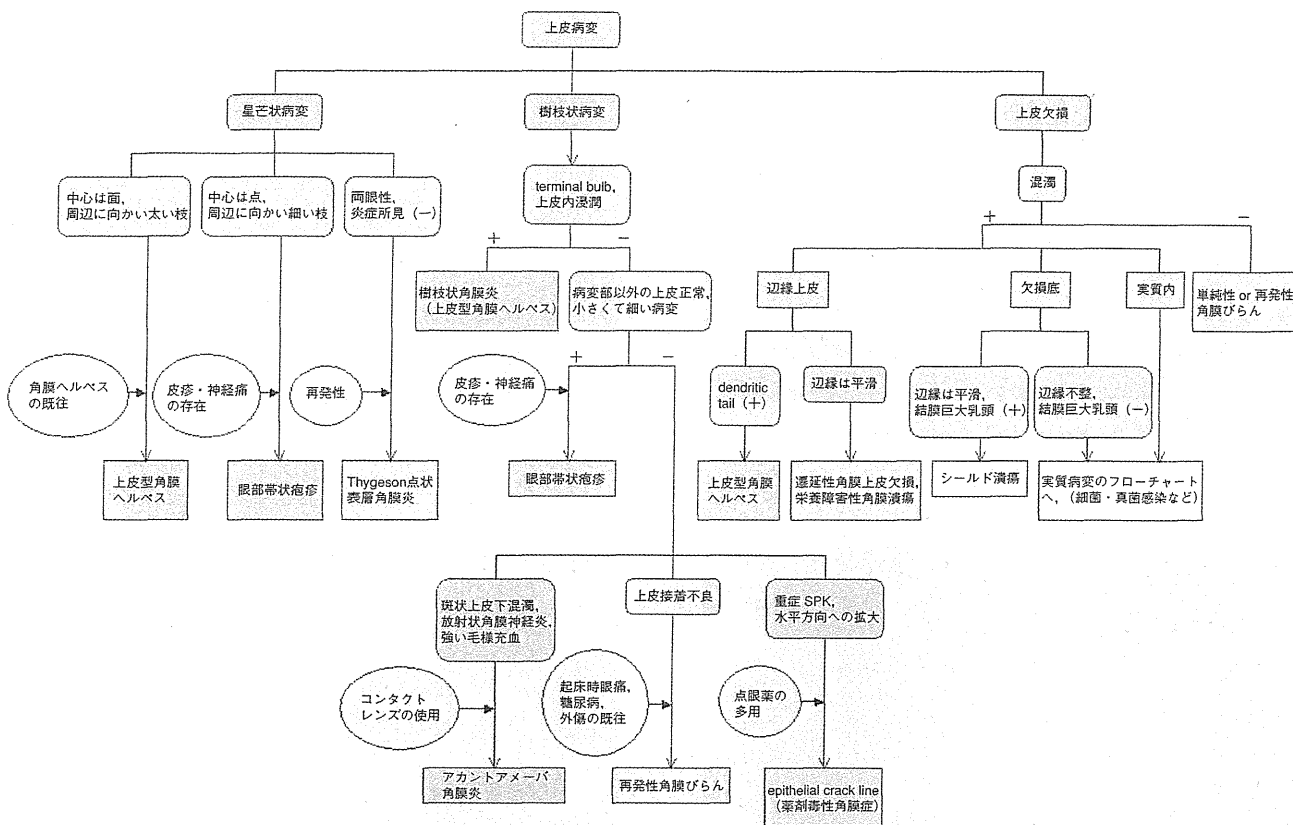 上皮病変
星芒状病変
樹枝状病変
上皮欠損
中心は面,
周辺に向かい太い枝
中心は点,
周辺に向かい細い枝
両眼性,
炎症所見（−）
terminal bulb,
上皮内浸潤
混濁
＋
−
＋
−
樹枝状角膜炎
（上皮型角膜ヘルペス）
病変部以外の上皮正常,
小さくて細い病変
辺縁上皮
欠損底
実質内
単純性 or 再発性
角膜びらん
＋
−
角膜ヘルペス
の既往
皮疹・神経痛
の存在
再発性
皮疹・神経痛
の存在
dendritic
tail（＋）
辺縁は平滑
辺縁は平滑,
結膜巨大乳頭（＋）
辺縁不整,
結膜巨大乳頭（−）
上皮型角膜
ヘルペス
眼部帯状疱疹
Thygeson点状
表層角膜炎
眼部帯状疱疹
上皮型角膜
ヘルペス
遷延性角膜上皮欠損,
栄養障害性角膜潰瘍
シールド潰瘍
実質病変のフローチャート
へ,（細菌・真菌感染など）
斑状上皮下混濁,
放射状角膜神経炎,
強い毛様充血
上皮接着不良
重症 SPK,
水平方向への拡大
コンタクト
レンズの使用
起床時眼痛,
糖尿病,
外傷の既往
点眼薬の
多用
アカントアメーバ
角膜炎
再発性角膜びらん
epithelial crack line
（薬剤毒性角膜症）